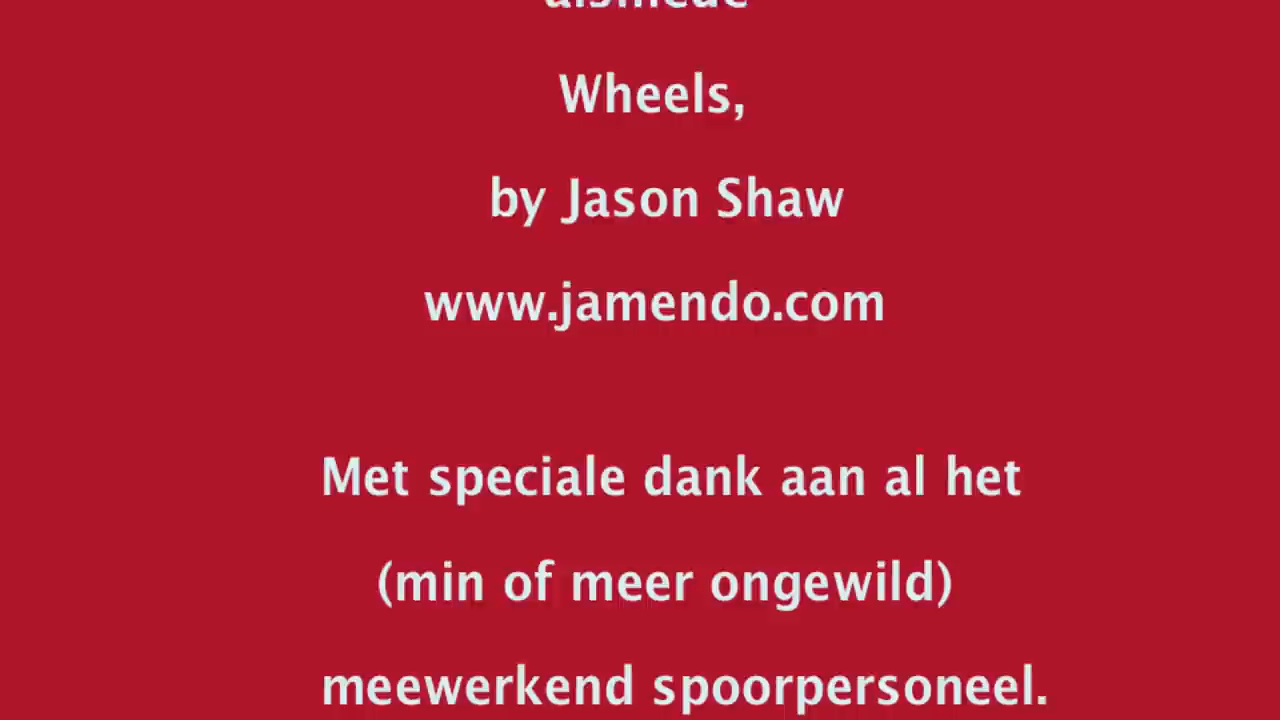 alsmede
Wheels,
by Jason Shaw
www.jamendo.com
Met speciale dank aan al het
(min of meer ongewild)
meewerkend spoorpersoneel.